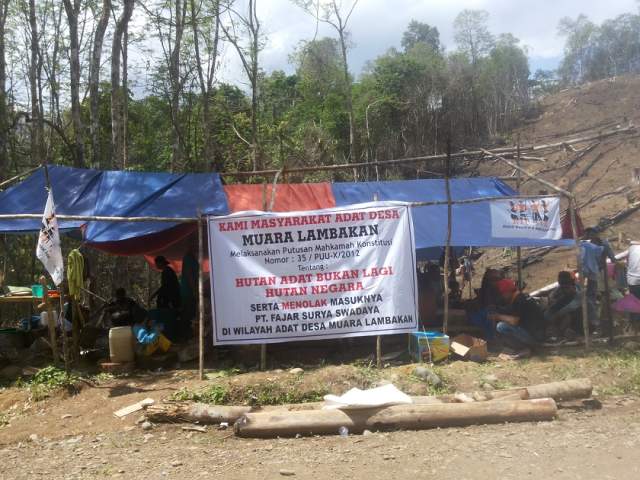 KAMI MASYARAKAT ADAT DESA
MUARA LAMBAKAN
Melaksanakan Putusan Mahkamah Konstitusi
Nomor : 35 / PUU-X/2012
Tentang :
HUTAN ADAT BUKAN LAGI
HUTAN NEGARA
SERTA MENOLAK MASUKNYA
PT. FAJAR SURYA SWADAYA
DI WILAYAH ADAT DESA MUARA LAMBAKAN